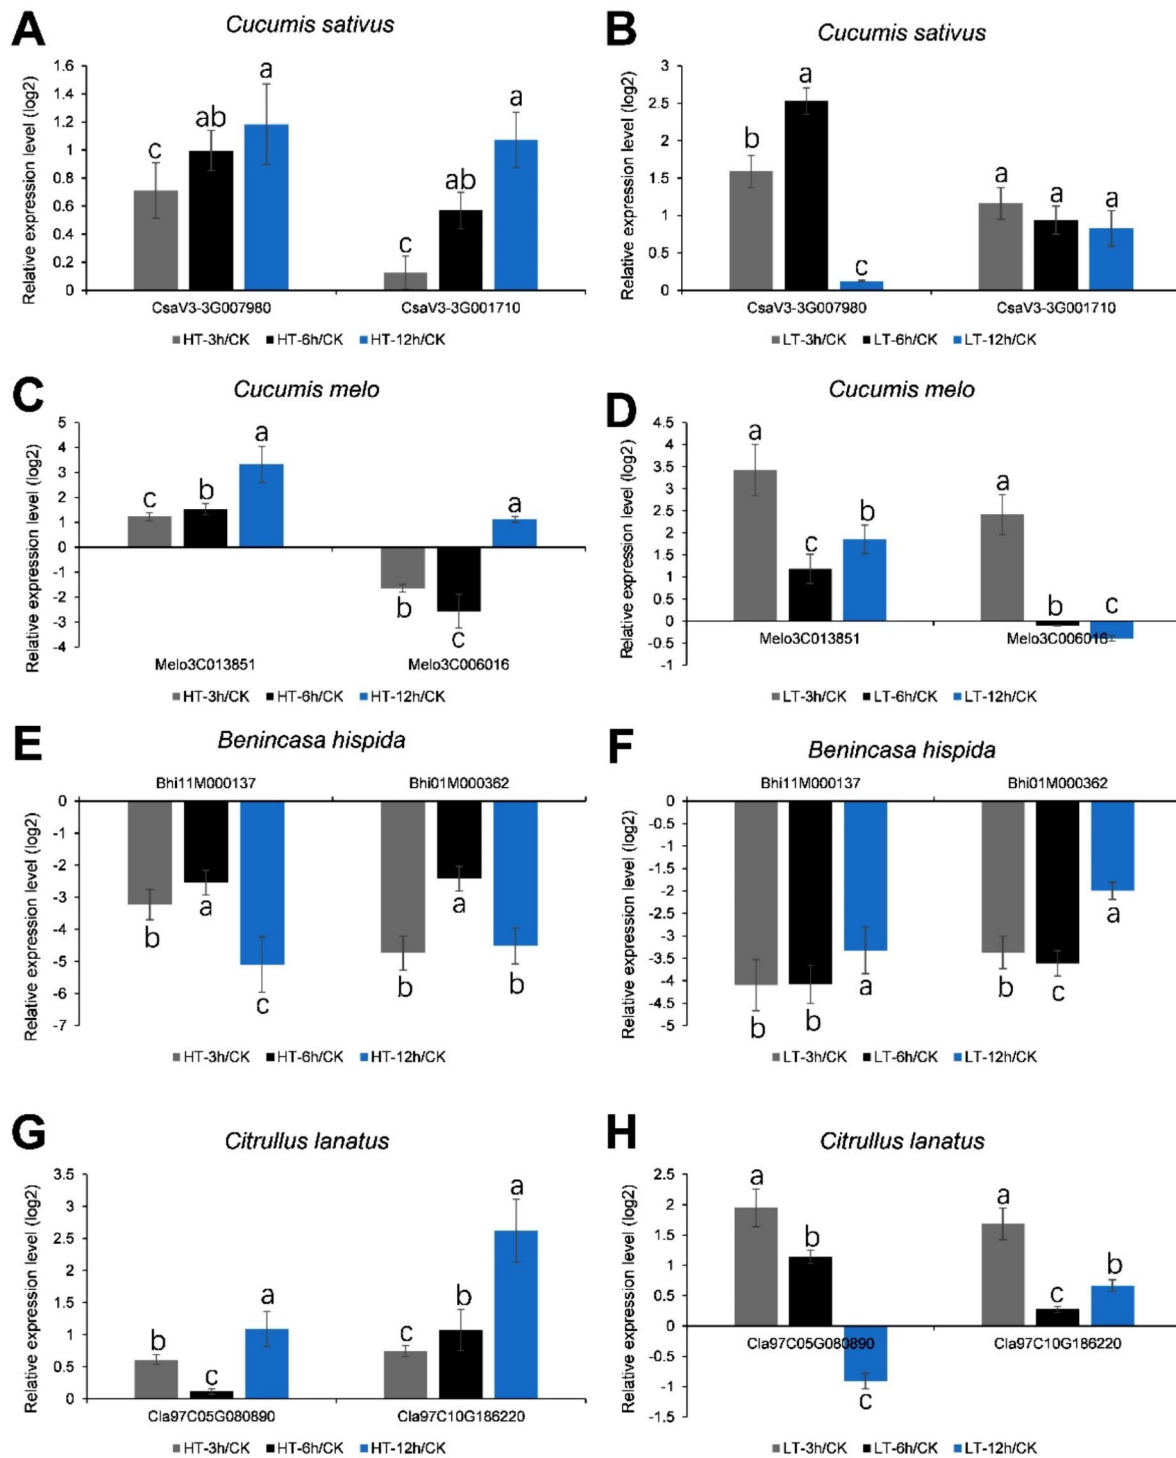 A
Cucumis sativus
Relative expression level (log2)
1.6
1.4
1.2
1
0.8
0.6
0.4
0.2
0
c
ab
a
c
ab
a
CsaV3-3G007980
CsaV3-3G001710
HT-3h/CK HT-6h/CK HT-12h/CK
B
Cucumis sativus
Relative expression level (log2)
3
2.5
2
1.5
1
0.5
0
b
a
c
a
a
a
CsaV3-3G007980
CsaV3-3G001710
LT-3h/CK LT-6h/CK LT-12h/CK
C
Cucumis melo
Relative expression level (log2)
5
4
3
2
1
0
-1
-2
-3
-4
c
b
a
b
c
a
Melo3C013851
Melo3C006016
HT-3h/CK HT-6h/CK HT-12h/CK
D
Cucumis melo
Relative expression level (log2)
4.5
4
3.5
3
2.5
2
1.5
1
0.5
0
-0.5
-1
a
c
b
a
b
c
Melo3C013851
Melo3C006016
LT-3h/CK LT-6h/CK LT-12h/CK
E
Benincasa hispida
Bhi11M000137
Bhi01M000362
Relative expression level (log2)
0
-1
-2
-3
-4
-5
-6
-7
b
a
c
b
a
b
HT-3h/CK HT-6h/CK HT-12h/CK
F
Benincasa hispida
Bhi11M000137
Bhi01M000362
Relative expression level (log2)
0
-0.5
-1
-1.5
-2
-2.5
-3
-3.5
-4
-4.5
-5
b
b
a
b
c
a
LT-3h/CK LT-6h/CK LT-12h/CK
G
Citrullus lanatus
Relative expression level (log2)
3.5
3
2.5
2
1.5
1
0.5
0
b
c
a
c
b
a
Cla97C05G080890
Cla97C10G186220
HT-3h/CK HT-6h/CK HT-12h/CK
H
Citrullus lanatus
Relative expression level (log2)
2.5
2
1.5
1
0.5
0
-0.5
-1
-1.5
a
b
c
a
c
b
Cla97C05G080890
Cla97C10G186220
LT-3h/CK LT-6h/CK LT-12h/CK